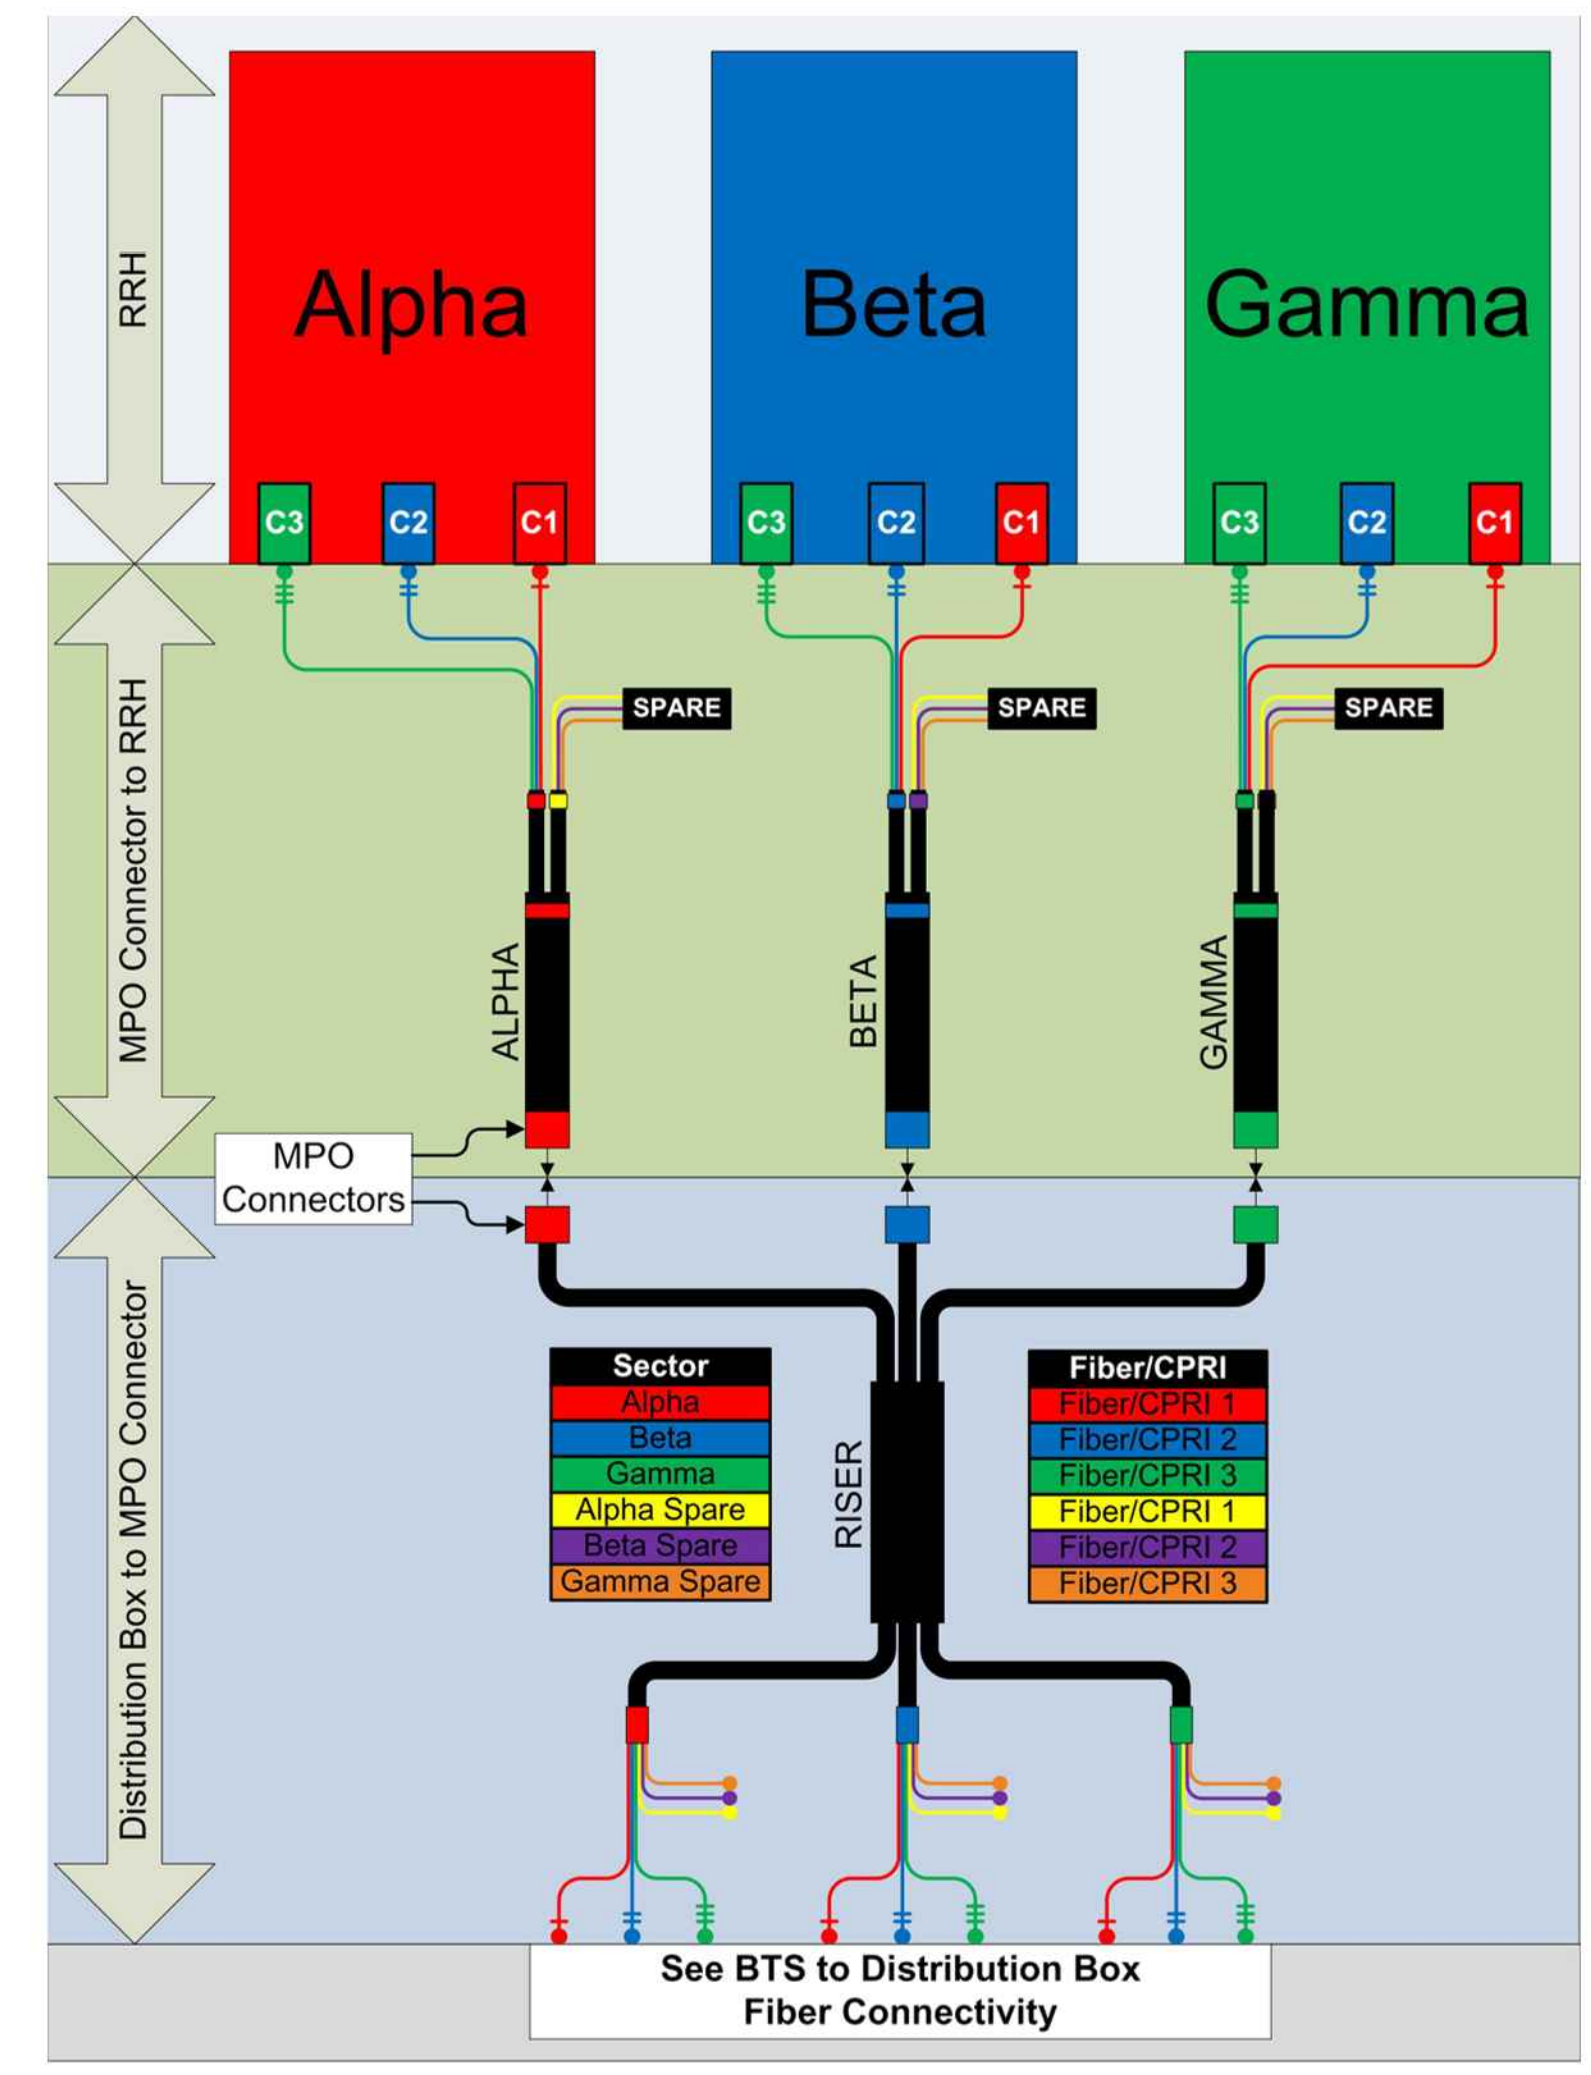 RRH
Alpha
Beta
Gamma
C3
C2
C1
C3
C2
C1
C3
C2
C1
MPO Connector to RRH
SPARE
SPARE
SPARE
ALPHA
BETA
GAMMA
MPO
Connectors
Distribution Box to MPO Connector
Sector
Alpha
Beta
Gamma
Alpha Spare
Beta Spare
Gamma Spare
RISER
Fiber/CPRI
Fiber/CPRI 1
Fiber/CPRI 2
Fiber/CPRI 3
Fiber/CPRI 1
Fiber/CPRI 2
Fiber/CPRI 3
See BTS to Distribution Box
Fiber Connectivity